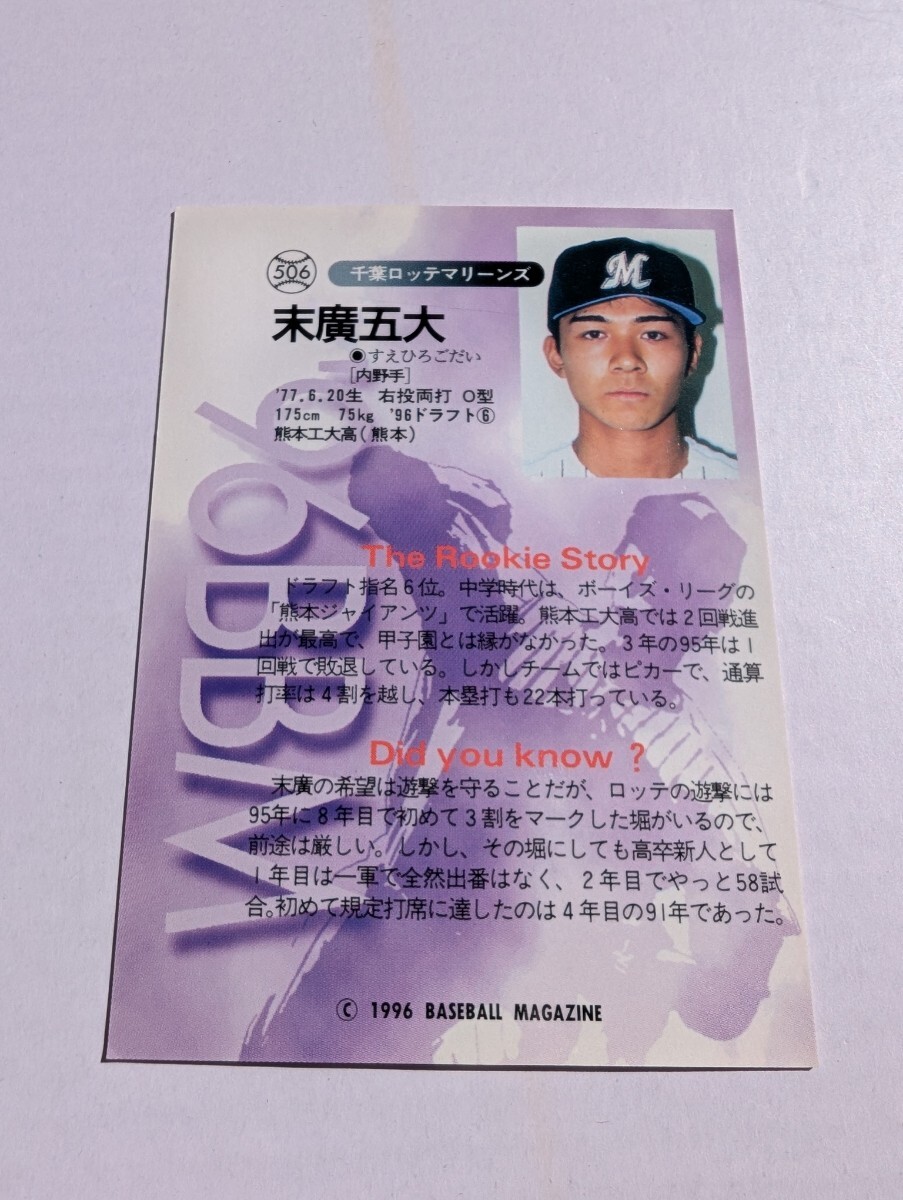 506 千葉ロッテマリーンズ
M
末廣五大
◉すえひろごだい
[内野手]
'77.6.20生 右投両打 O型
175cm 75kg '96ドラフト⑥
熊本工大高(熊本)
'96BBM
The Rookie Story
ドラフト指名6位。中学時代は、ボーイズ・リーグの
「熊本ジャイアンツ」で活躍。熊本工大高では2回戦進
出が最高で、甲子園とは縁がなかった。3年の95年は1
回戦で敗退している。しかしチームではピカ一で、通算
打率は4割を越し、本塁打も22本打っている。
Did you know ?
末廣の希望は遊撃を守ることだが、ロッテの遊撃には
95年に8年目で初めて3割をマークした堀がいるので、
前途は厳しい。しかし、その堀にしても高卒新人として
1年目は一軍で全然出番はなく、2年目でやっと58試
合。初めて規定打席に達したのは4年目の91年であった。
© 1996 BASEBALL MAGAZINE